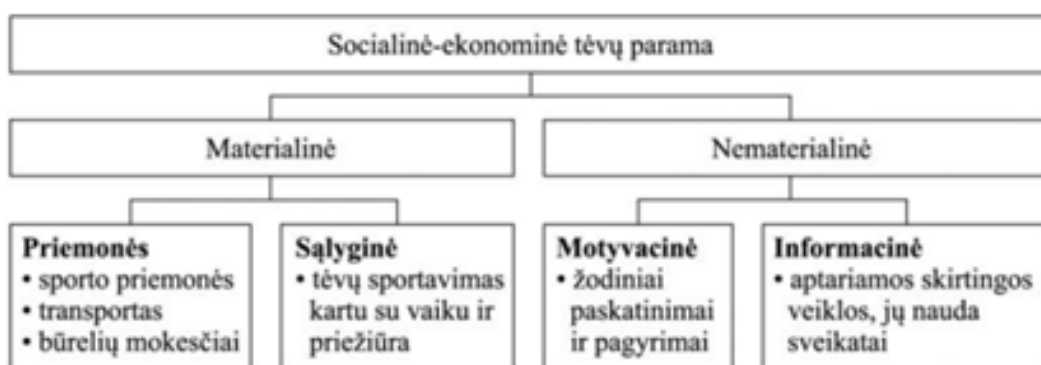 Socialinė-ekonominė tėvų parama
Materialinė
Nematerialinė
Priemonės
• sporto priemonės
• transportas
• būrelių mokesčiai
Sąlyginė
• tėvų sportavimas
kartu su vaiku ir
priežiūra
Motyvacinė
• žodiniai
paskatinimai
ir pagyrimai
Informacinė
• aptariamos skirtingos
veiklos, jų nauda
sveikatai